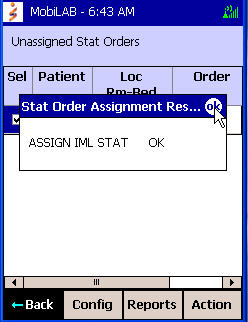 MobiLAB - 6:43 AM
Unassigned Stat Orders
Sel Patient Loc Order
Rm-Bed
Stat Order Assignment Res... ok
ASSIGN IML STAT OK
←Back Config Reports Action